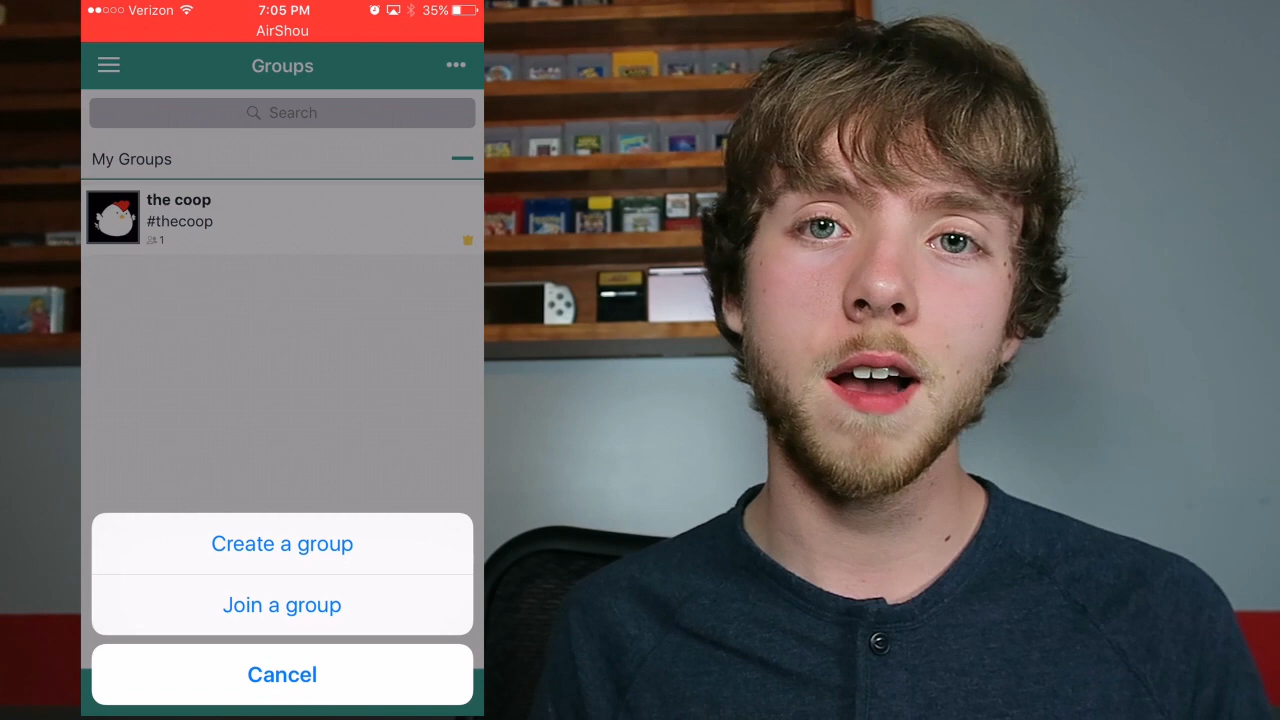 Verizon 7:05 PM 35%
AirShou
Groups
Search
My Groups
the coop
#thecoop
1
Create a group
Join a group
Cancel